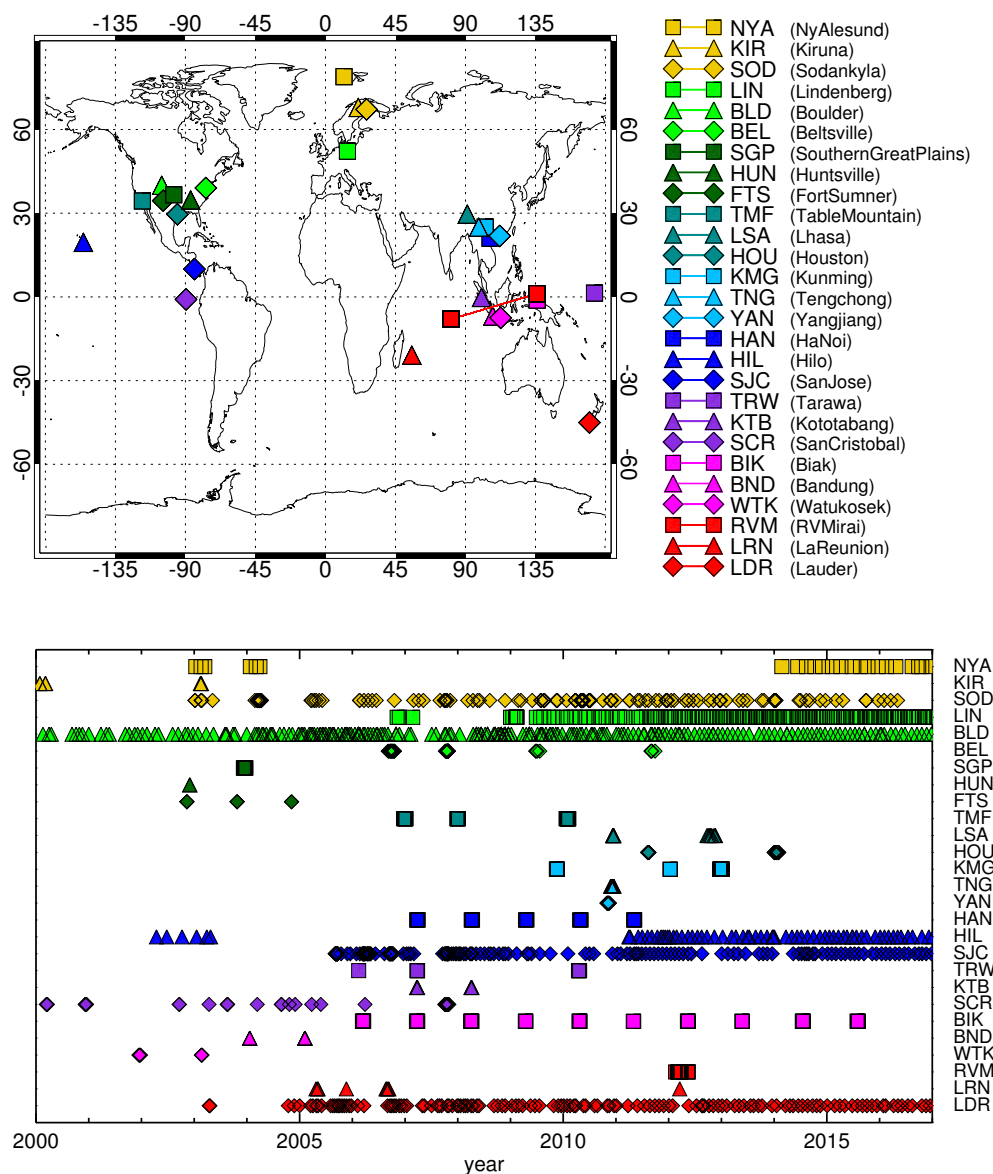 -135 -90 -45 0 45 90 135
60
30
0
-30
-60
60
30
0
-30
-60
-135 -90 -45 0 45 90 135
NYA (NyAlesund)
KIR (Kiruna)
SOD (Sodankyla)
LIN (Lindenberg)
BLD (Boulder)
BEL (Beltsville)
SGP (SouthernGreatPlains)
HUN (Huntsville)
FTS (FortSumner)
TMF (TableMountain)
LSA (Lhasa)
HOU (Houston)
KMG (Kunming)
TNG (Tengchong)
YAN (Yangjiang)
HAN (HaNoi)
HIL (Hilo)
SJC (SanJose)
TRW (Tarawa)
KTB (Kototabang)
SCR (SanCristobal)
BIK (Biak)
BND (Bandung)
WTK (Watukosek)
RVM (RVMirai)
LRN (LaReunion)
LDR (Lauder)
NYA
KIR
SOD
LIN
BLD
BEL
SGP
HUN
FTS
TMF
LSA
HOU
KMG
TNG
YAN
HAN
HIL
SJC
TRW
KTB
SCR
BIK
BND
WTK
RVM
LRN
LDR
2000 2005 2010 2015
year